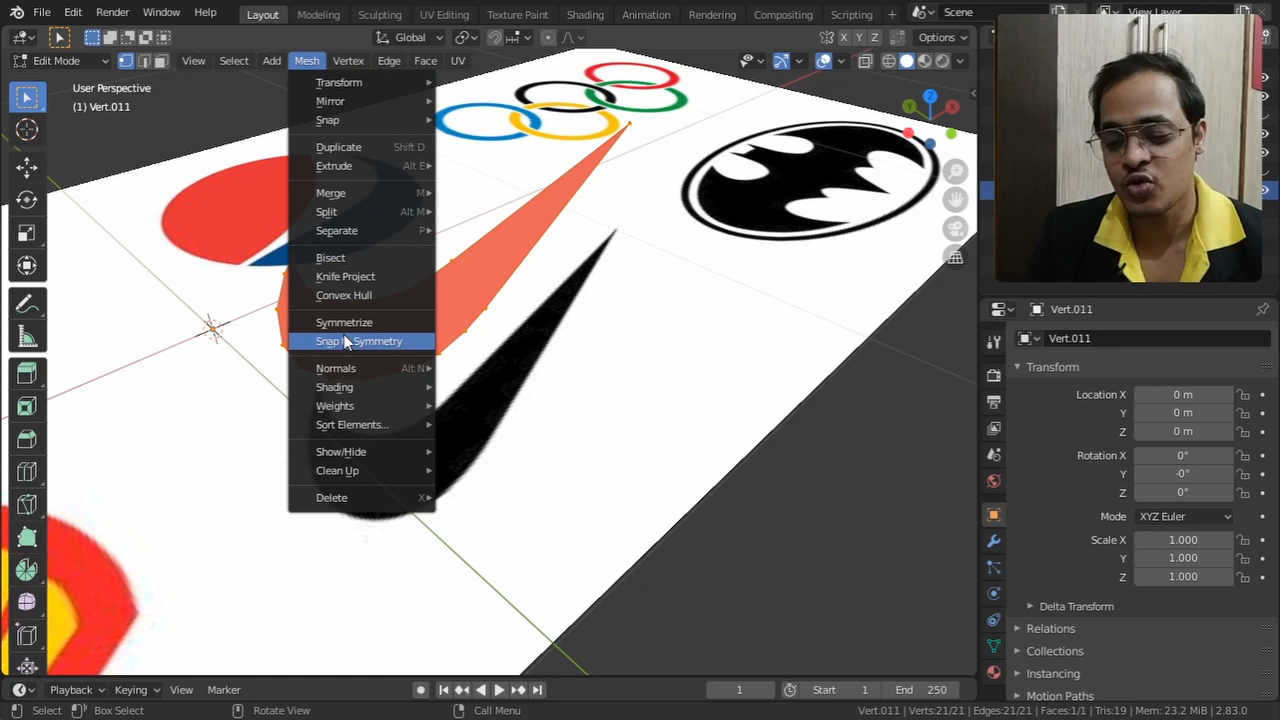 File Edit Render Window Help Layout Modeling Sculpting UV Editing Texture Paint Shading Animation Rendering Compositing Scripting + Scene View Layer
Global X Y Z Options
Edit Mode View Select Add Mesh Vertex Edge Face UV
User Perspective
(1) Vert.011
Transform
Mirror
Snap
Duplicate Shift D
Extrude Alt E
Merge M
Split Alt M
Separate P
Bisect
Knife Project
Convex Hull
Symmetrize
Snap to Symmetry
Normals Alt N
Shading
Weights
Sort Elements...
Show/Hide
Clean Up
Delete X
Z
Y
X
Vert.011
Vert.011
Transform
Location X 0 m
Y 0 m
Z 0 m
Rotation X 0°
Y -0°
Z 0°
Mode XYZ Euler
Scale X 1.000
Y 1.000
Z 1.000
Delta Transform
Relations
Collections
Instancing
Motion Paths
Playback Keying View Marker 1 Start 1 End 250
Select Box Select Rotate View Call Menu Vert.011 | Verts:21/21 | Edges:21/21 | Faces:1/1 | Tris:19 | Mem: 23.2 MiB | 2.83.0